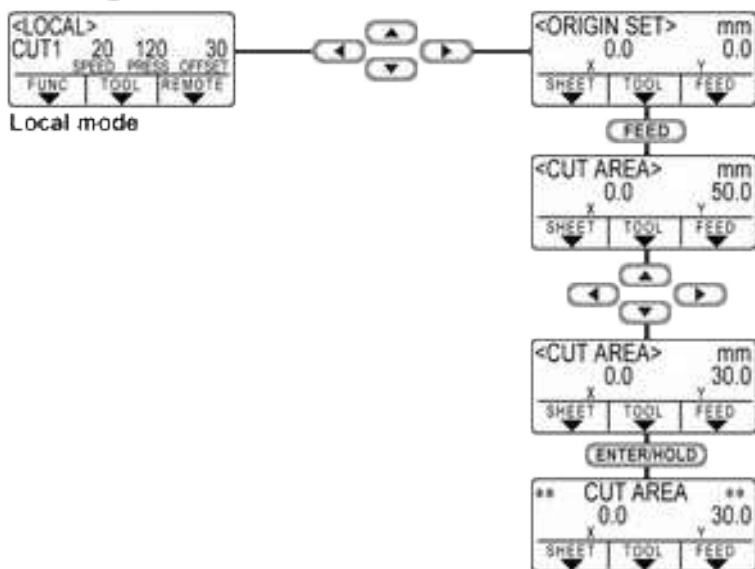 <LOCAL>
CUT1 20 120 30
SPEED PRESS OFFSET
FUNC TOOL REMOTE
Local mode
<ORIGIN SET> mm
0.0 0.0
X Y
SHEET TOOL FEED
FEED
<CUT AREA> mm
0.0 50.0
X Y
SHEET TOOL FEED
<CUT AREA> mm
0.0 30.0
X Y
SHEET TOOL FEED
ENTER/HOLD
** CUT AREA **
0.0 30.0
X Y
SHEET TOOL FEED